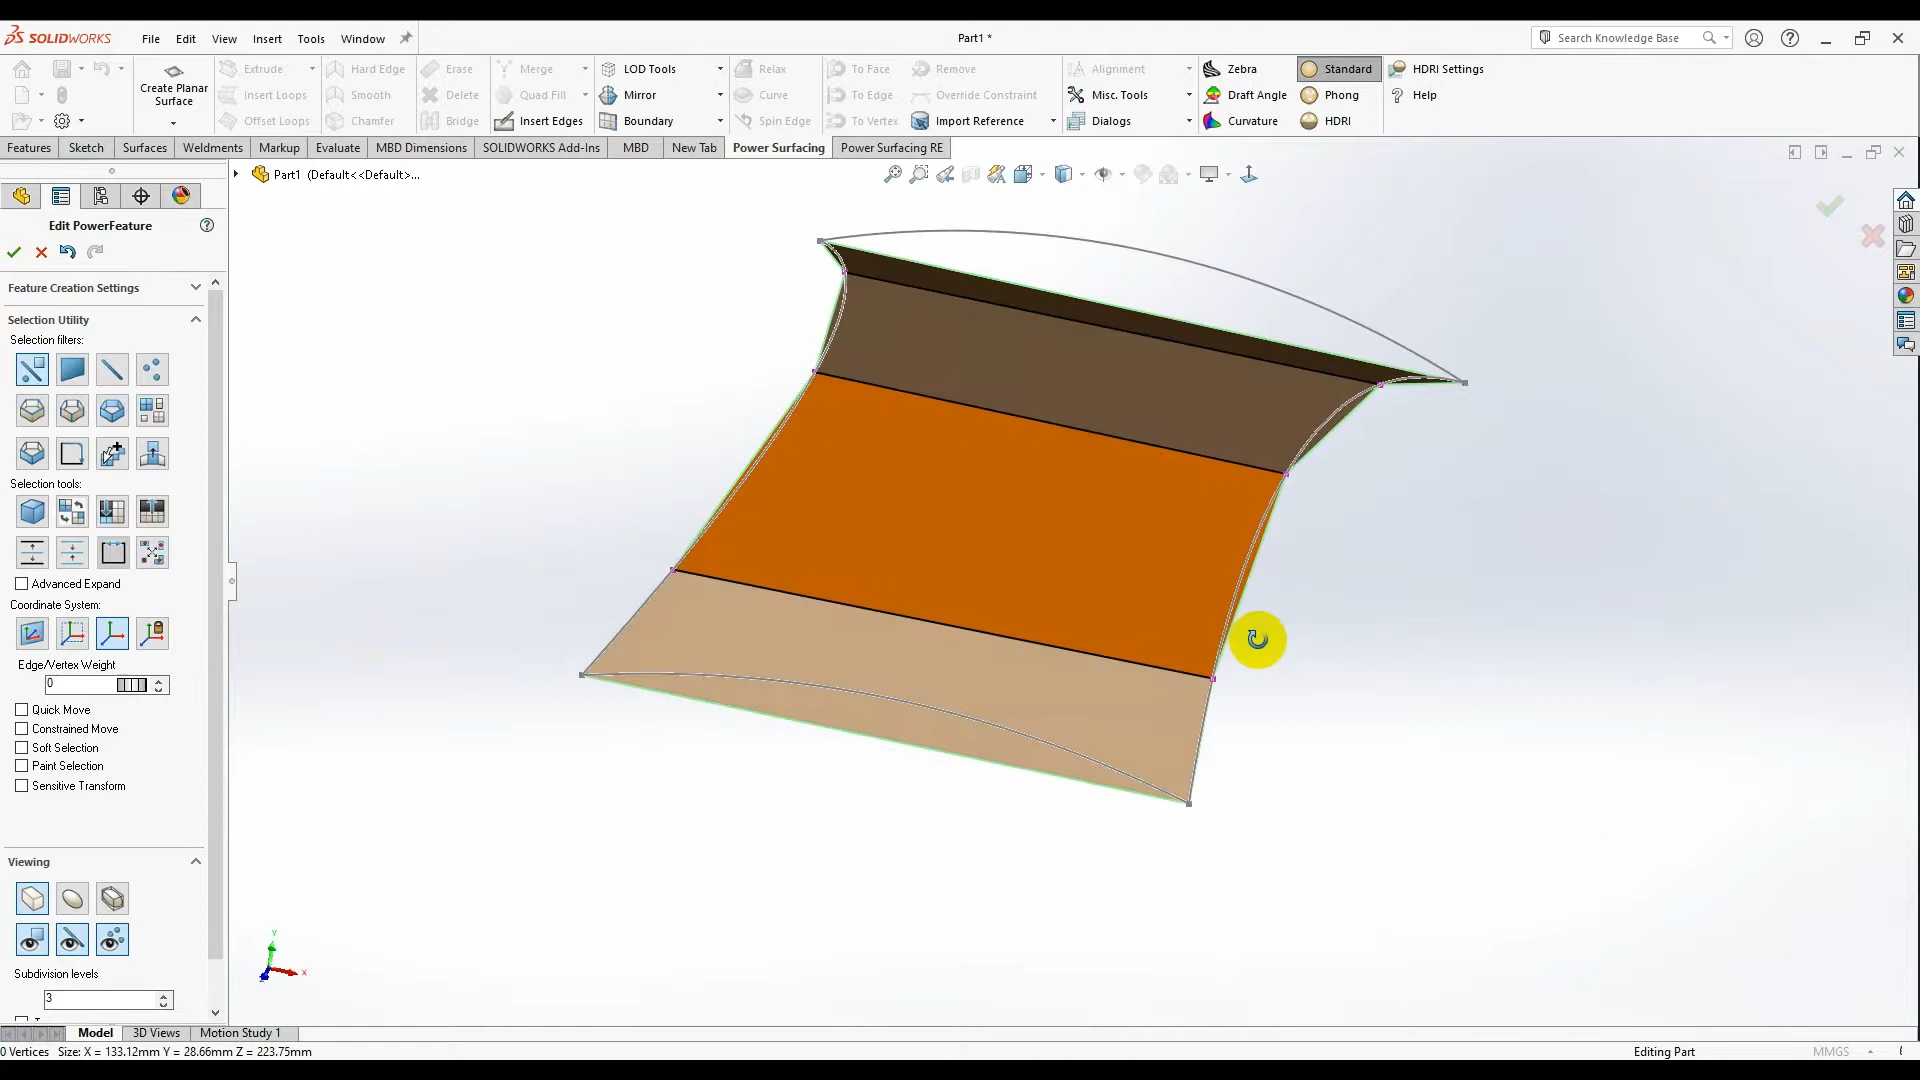 SOLIDWORKS File Edit View Insert Tools Window Part1 * Search Knowledge Base
Extrude Hard Edge Erase Merge LOD Tools Relax To Face Remove Alignment Zebra Standard HDRI Settings
Create Planar Surface Insert Loops Smooth Delete Quad Fill Mirror Curve To Edge Override Constraint Misc. Tools Draft Angle Phong Help
Offset Loops Chamfer Bridge Insert Edges Boundary Spin Edge To Vertex Import Reference Dialogs Curvature HDRI
Features Sketch Surfaces Weldments Markup Evaluate MBD Dimensions SOLIDWORKS Add-Ins MBD New Tab Power Surfacing Power Surfacing RE
Part1 (Default<<Default>...
Edit PowerFeature
Feature Creation Settings
Selection Utility
Selection filters:
Selection tools:
Advanced Expand
Coordinate System:
Edge/Vertex Weight
0
Quick Move
Constrained Move
Soft Selection
Paint Selection
Sensitive Transform
Viewing
Y
X
Subdivision levels
3
Model 3D Views Motion Study 1
0 Vertices Size: X = 133.12mm Y = 28.66mm Z = 223.75mm Editing Part MMGS